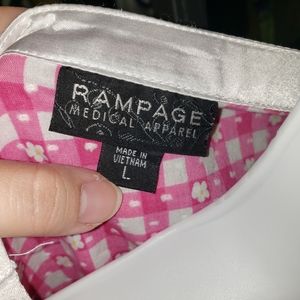 RAMPAGE
MEDICAL APPAREL
MADE IN
VIETNAM
L